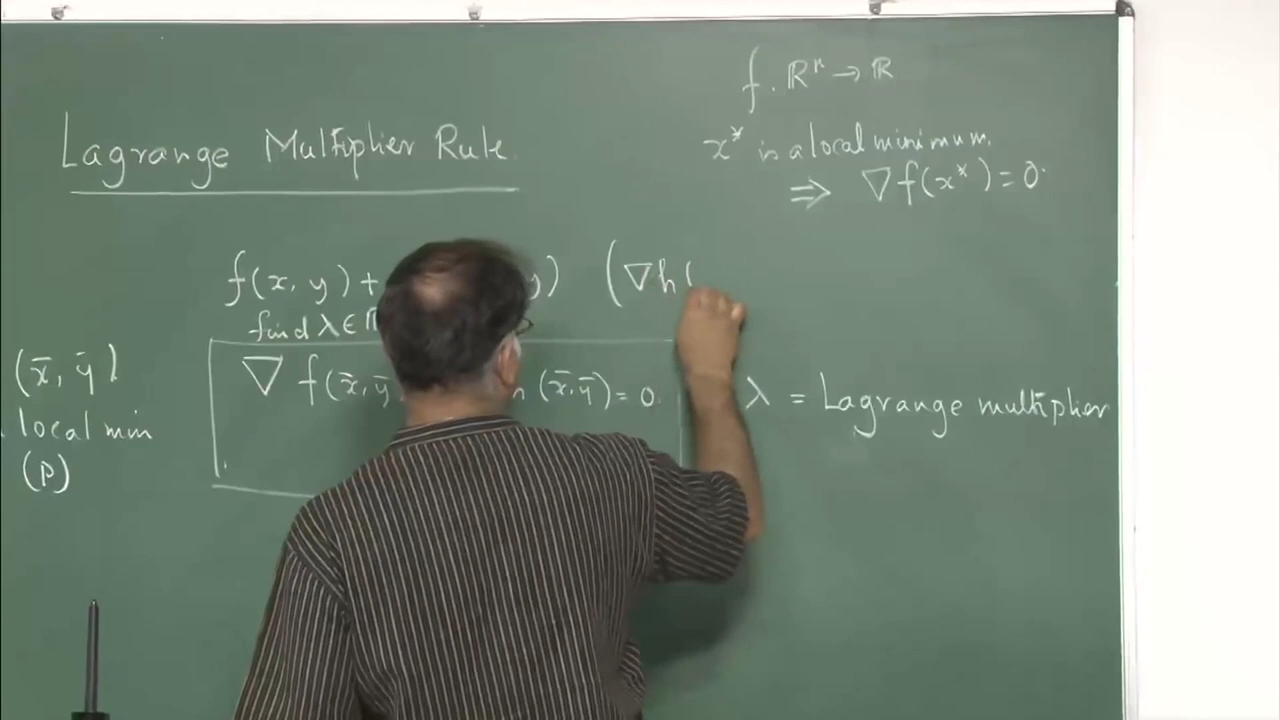 f : ℝⁿ → ℝ
Lagrange Multiplier Rule
x* is a local minimum.
⇒ ∇f(x*) = 0.
f(x, y) + y) (∇h(
find λ ∈
(x̄, ȳ)
∇ f(x̄, ȳ h (x̄, ȳ) = 0.
λ = Lagrange multiplier
local min
(P)